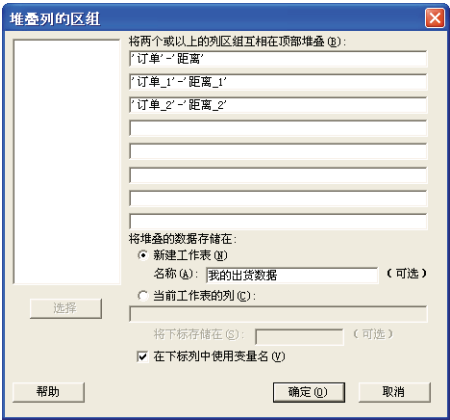 堆叠列的区组
将两个或以上的列区组互相在顶部堆叠(B):
'订单'-'距离'
'订单_1'-'距离_1'
'订单_2'-'距离_2'
将堆叠的数据存储在:
新建工作表(N)
名称(A): 我的出货数据 (可选)
当前工作表的列(C):
选择
将下标存储在(S): (可选)
在下标列中使用变量名(V)
帮助 确定(O) 取消